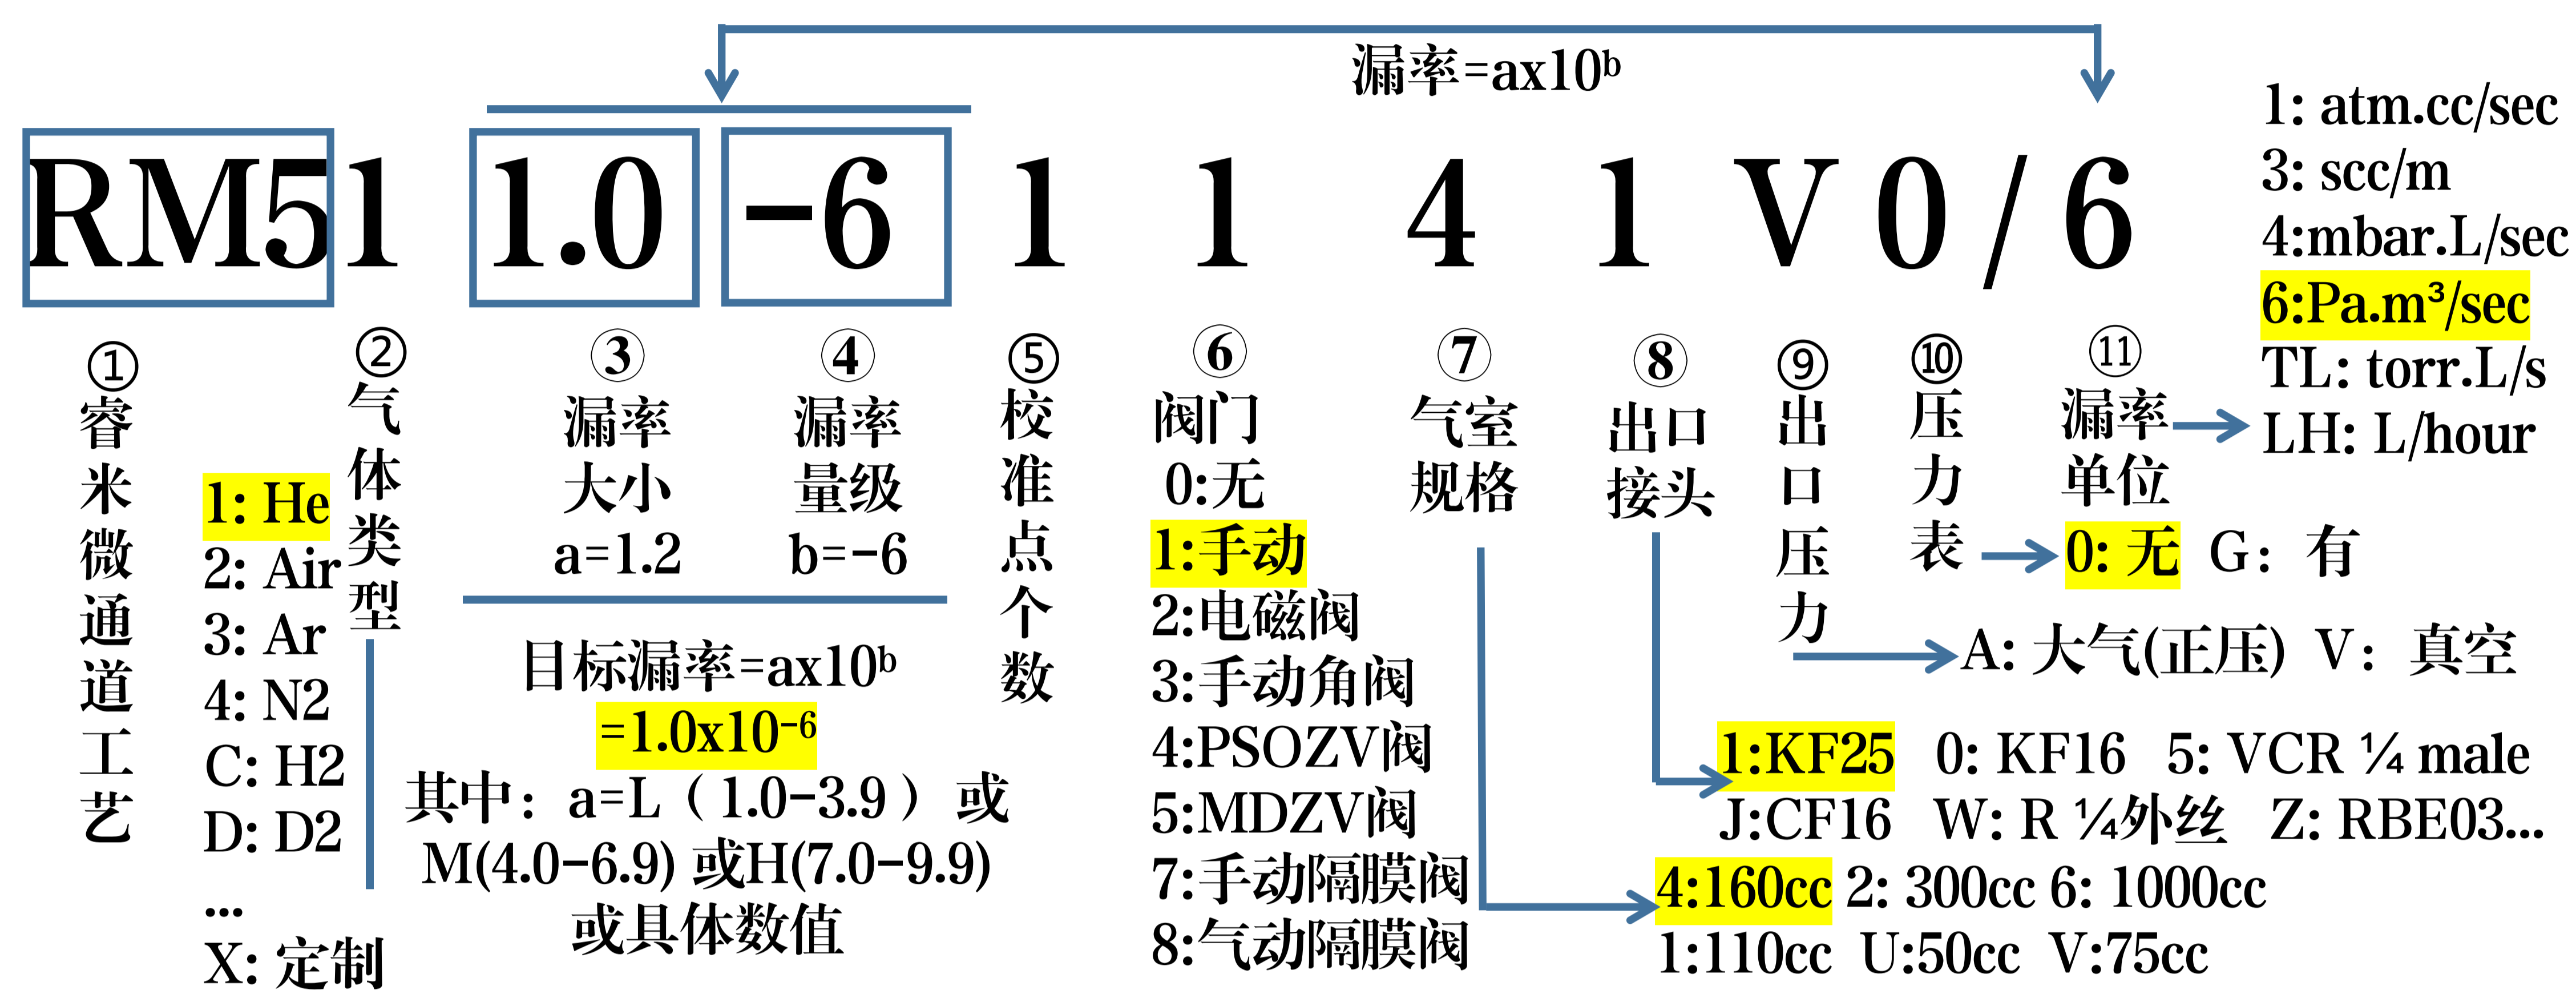 漏率=ax10ᵇ
RM51 1.0 -6 1 1 4 1 V 0 / 6
1: atm.cc/sec
3: scc/m
4:mbar.L/sec
6:Pa.m³/sec
TL: torr.L/s
LH: L/hour
①
睿米微通道工艺
②
气体类型
1: He
2: Air
3: Ar
4: N2
C: H2
D: D2
...
X: 定制
③
漏率
大小
a=1.2
④
漏率
量级
b=-6
目标漏率=ax10ᵇ
=1.0x10⁻⁶
其中: a=L（1.0-3.9）或
M(4.0-6.9) 或H(7.0-9.9)
或具体数值
⑤
校准点个数
⑥
阀门
0:无
1:手动
2:电磁阀
3:手动角阀
4:PSOZV阀
5:MDZV阀
7:手动隔膜阀
8:气动隔膜阀
⑦
气室
规格
⑧
出口
接头
⑨
出口压力
⑩
压力表
⑪
漏率
单位
0: 无 G: 有
A: 大气(正压) V: 真空
1:KF25 0: KF16 5: VCR ¼ male
J:CF16 W: R ¼外丝 Z: RBE03...
4:160cc 2: 300cc 6: 1000cc
1:110cc U:50cc V:75cc